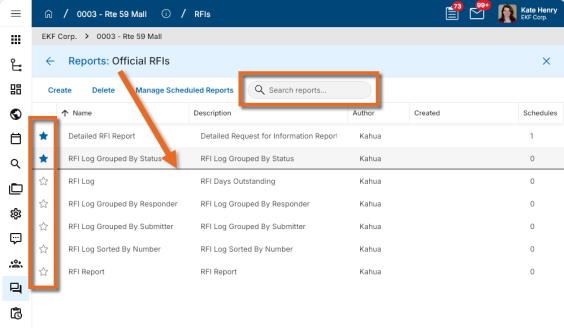 0003 - Rte 59 Mall / RFIs
73
99+
Kate Henry
EKF Corp.
EKF Corp. > 0003 - Rte 59 Mall
Reports: Official RFIs
Create Delete Manage Scheduled Reports Search reports...
Name Description Author Created Schedules
Detailed RFI Report Detailed Request for Information Report Kahua 1
RFI Log Grouped By Status RFI Log Grouped By Status Kahua 0
RFI Log RFI Days Outstanding Kahua 0
RFI Log Grouped By Responder RFI Log Grouped By Responder Kahua 0
RFI Log Grouped By Submitter RFI Log Grouped By Submitter Kahua 0
RFI Log Sorted By Number RFI Log Sorted By Number Kahua 0
RFI Report RFI Report Kahua 0